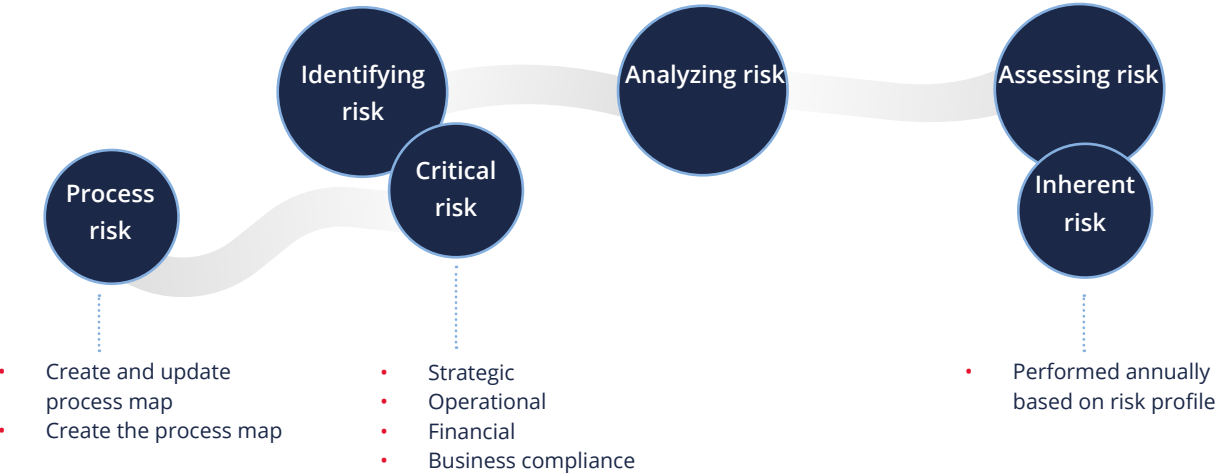 Identifying
risk
Analyzing risk
Assessing risk
Process
risk
Critical
risk
Inherent
risk
• Create and update
process map
• Create the process map
• Strategic
• Operational
• Financial
• Business compliance
• Performed annually
based on risk profile